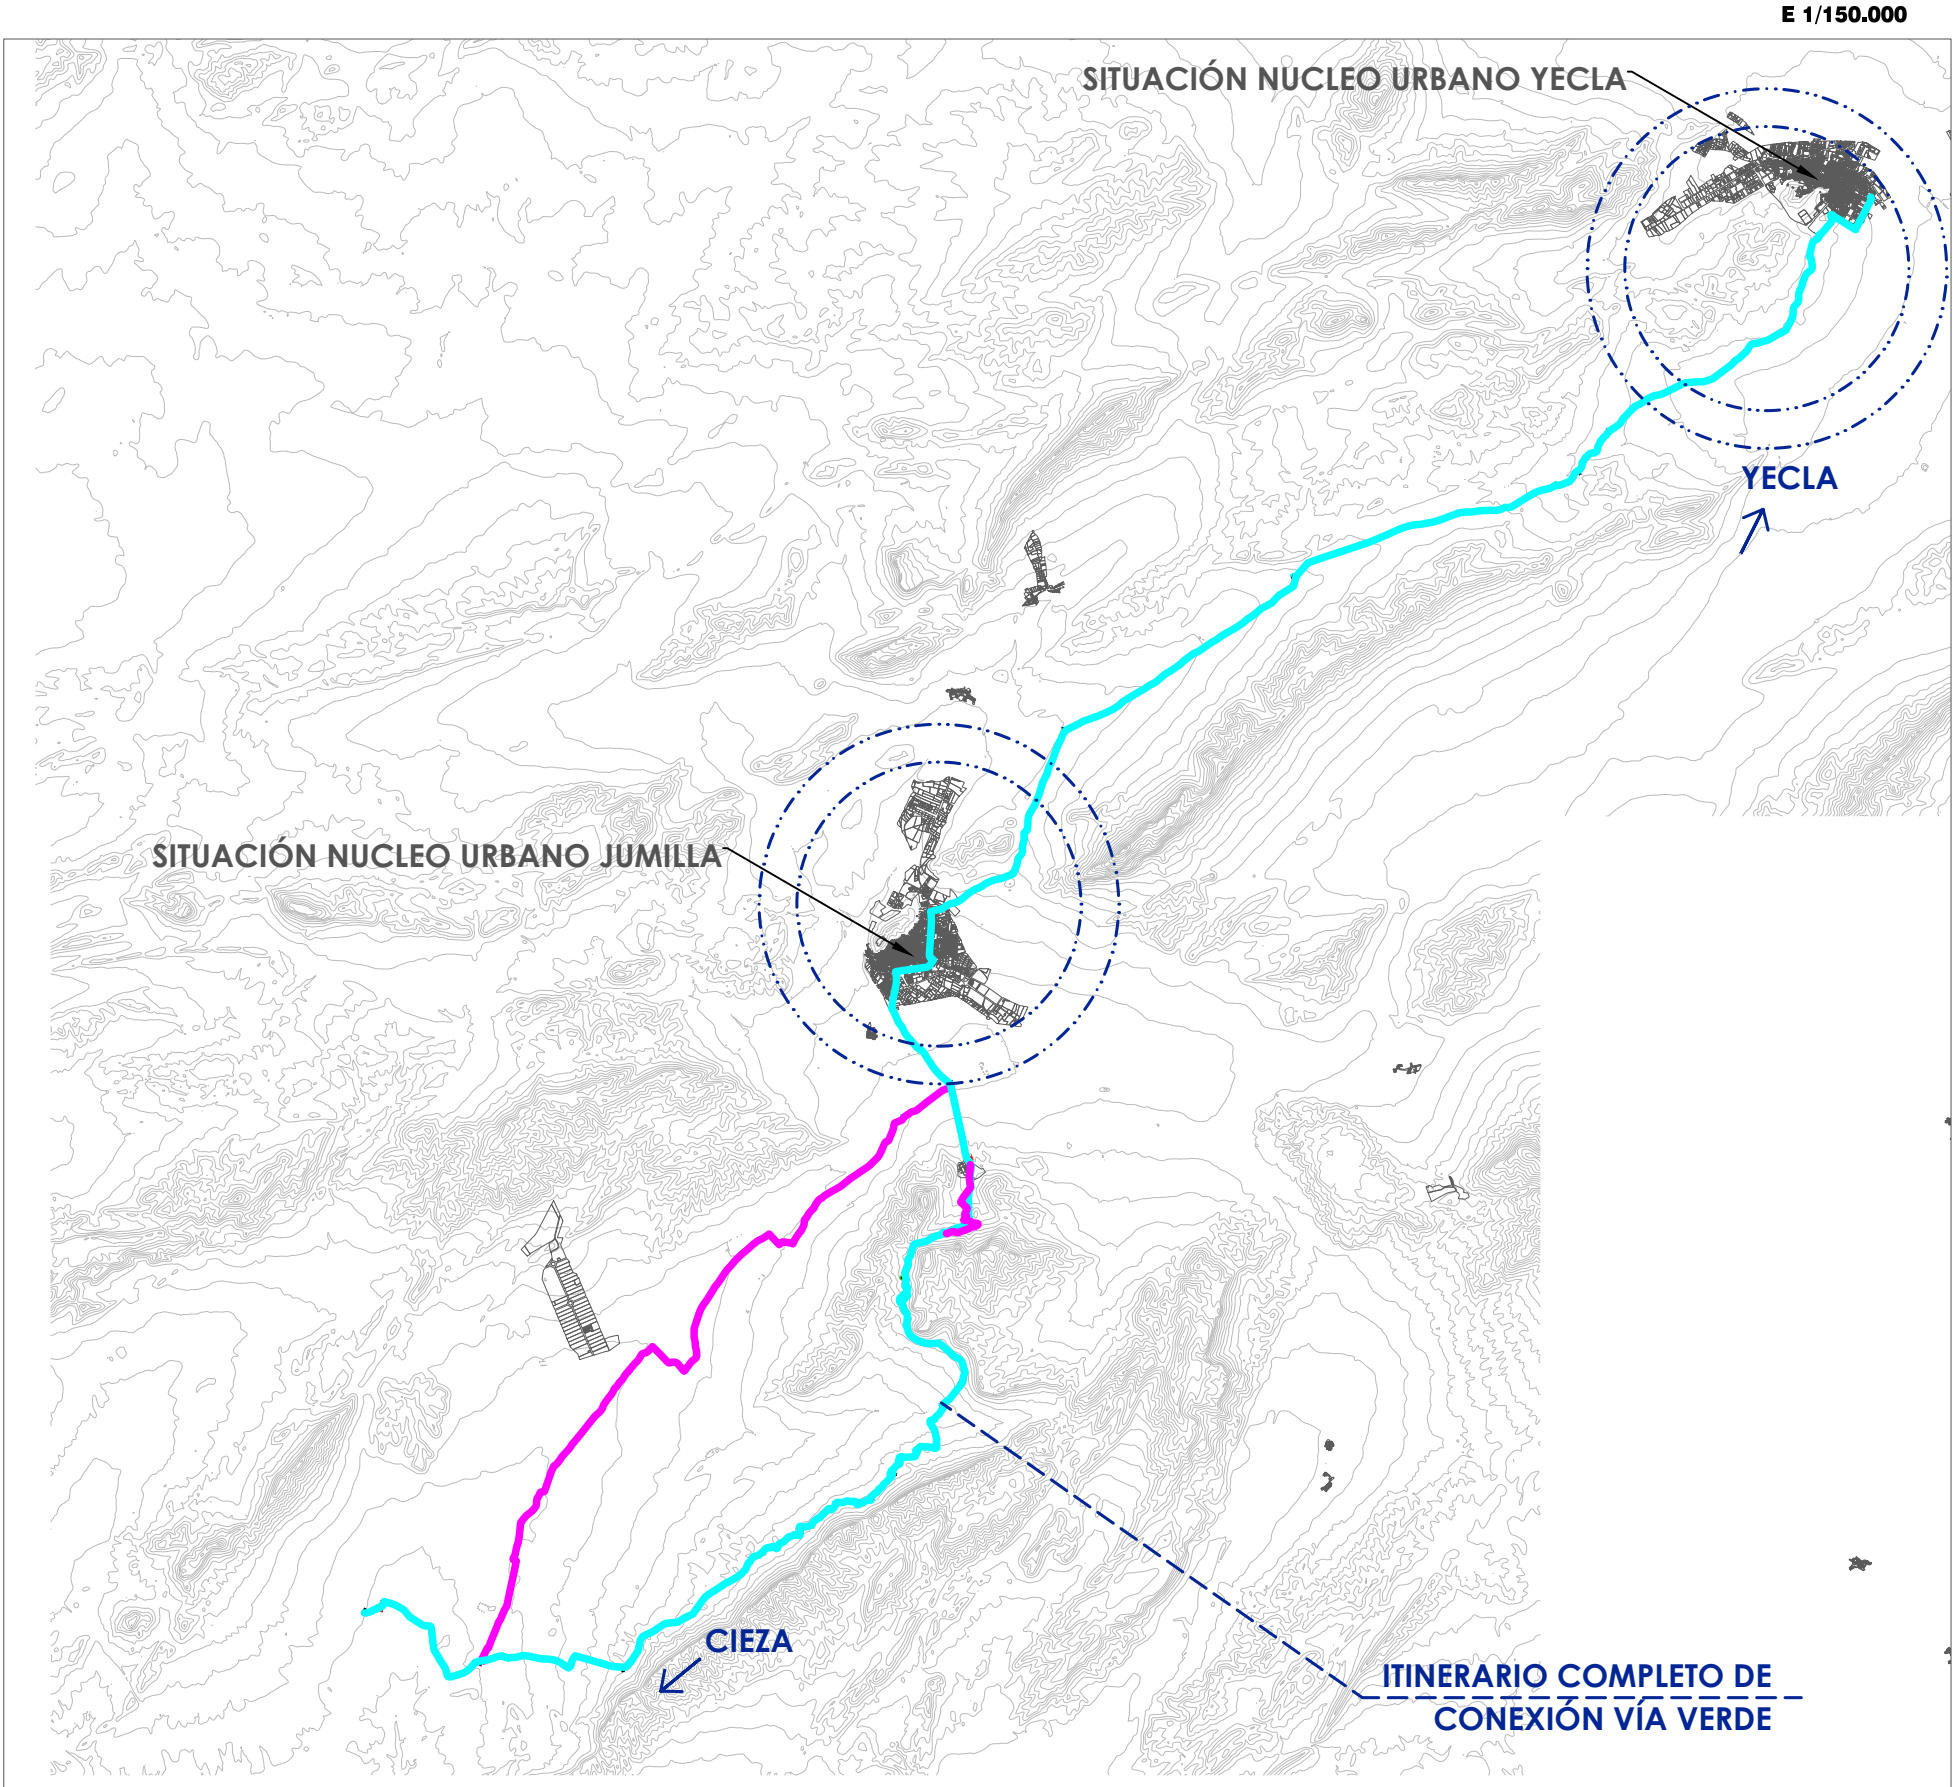 E 1/150.000
SITUACIÓN NUCLEO URBANO YECLA
YECLA
SITUACIÓN NUCLEO URBANO JUMILLA
CIEZA
ITINERARIO COMPLETO DE
CONEXIÓN VÍA VERDE